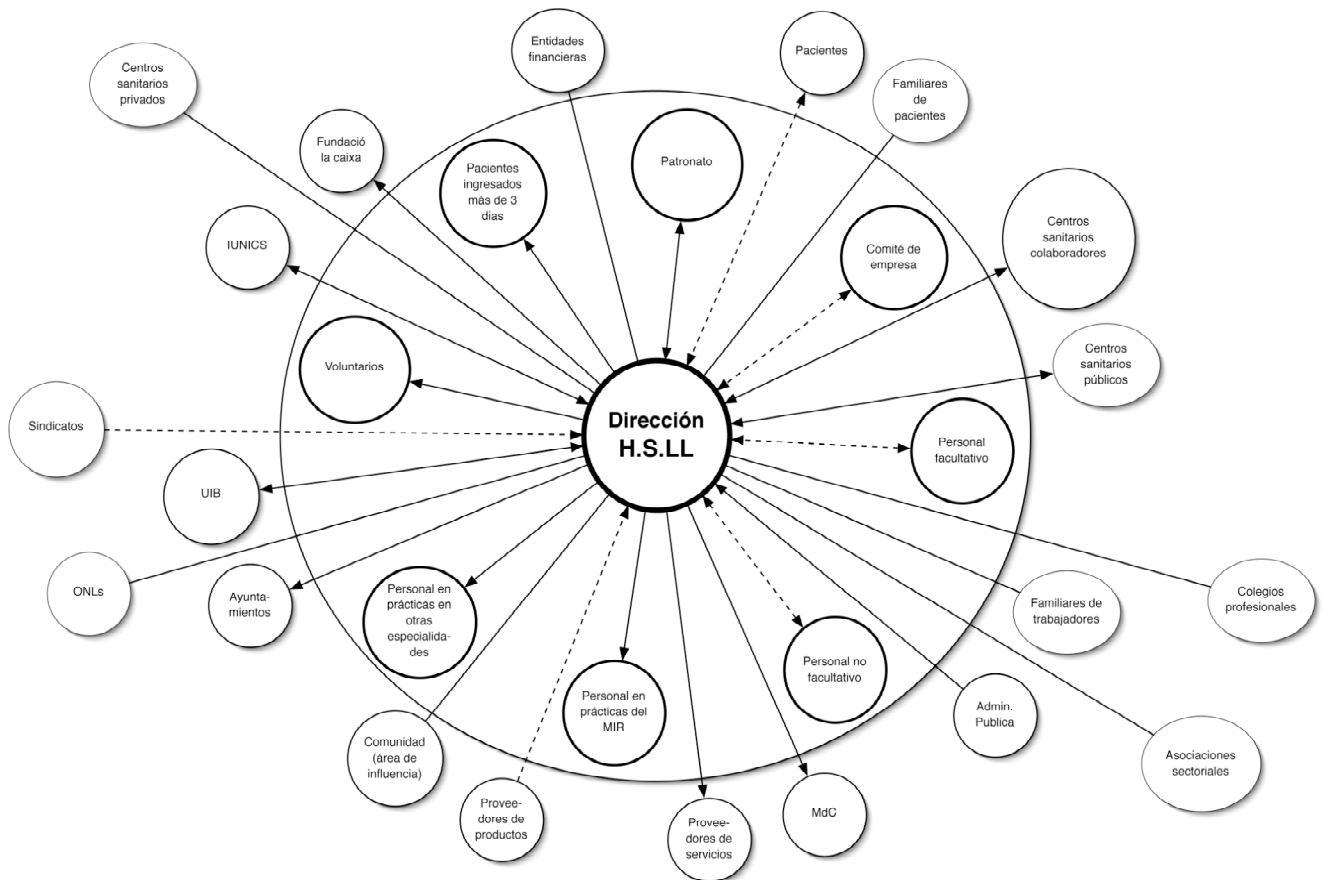 Entidades
financieras
Pacientes
Centros
sanitarios
privados
Familiares
de
pacientes
Fundació
la caixa
Patronato
Pacientes
ingresados
más de 3
dias
Centros
sanitarios
colaboradores
IUNICS
Comité de
empresa
Voluntarios
Centros
sanitarios
públicos
Sindicatos
Dirección
H.S.LL
Personal
facultativo
UIB
ONLs
Ayunta-
mientos
Personal en
prácticas en
otras
especialida-
des
Familiares de
trabajadores
Colegios
profesionales
Personal no
facultativo
Personal en
prácticas del
MIR
Admin.
Publica
Comunidad
(área de
influencia)
Asociaciones
sectoriales
Provee-
dores de
productos
Provee-
dores de
servicios
MdC